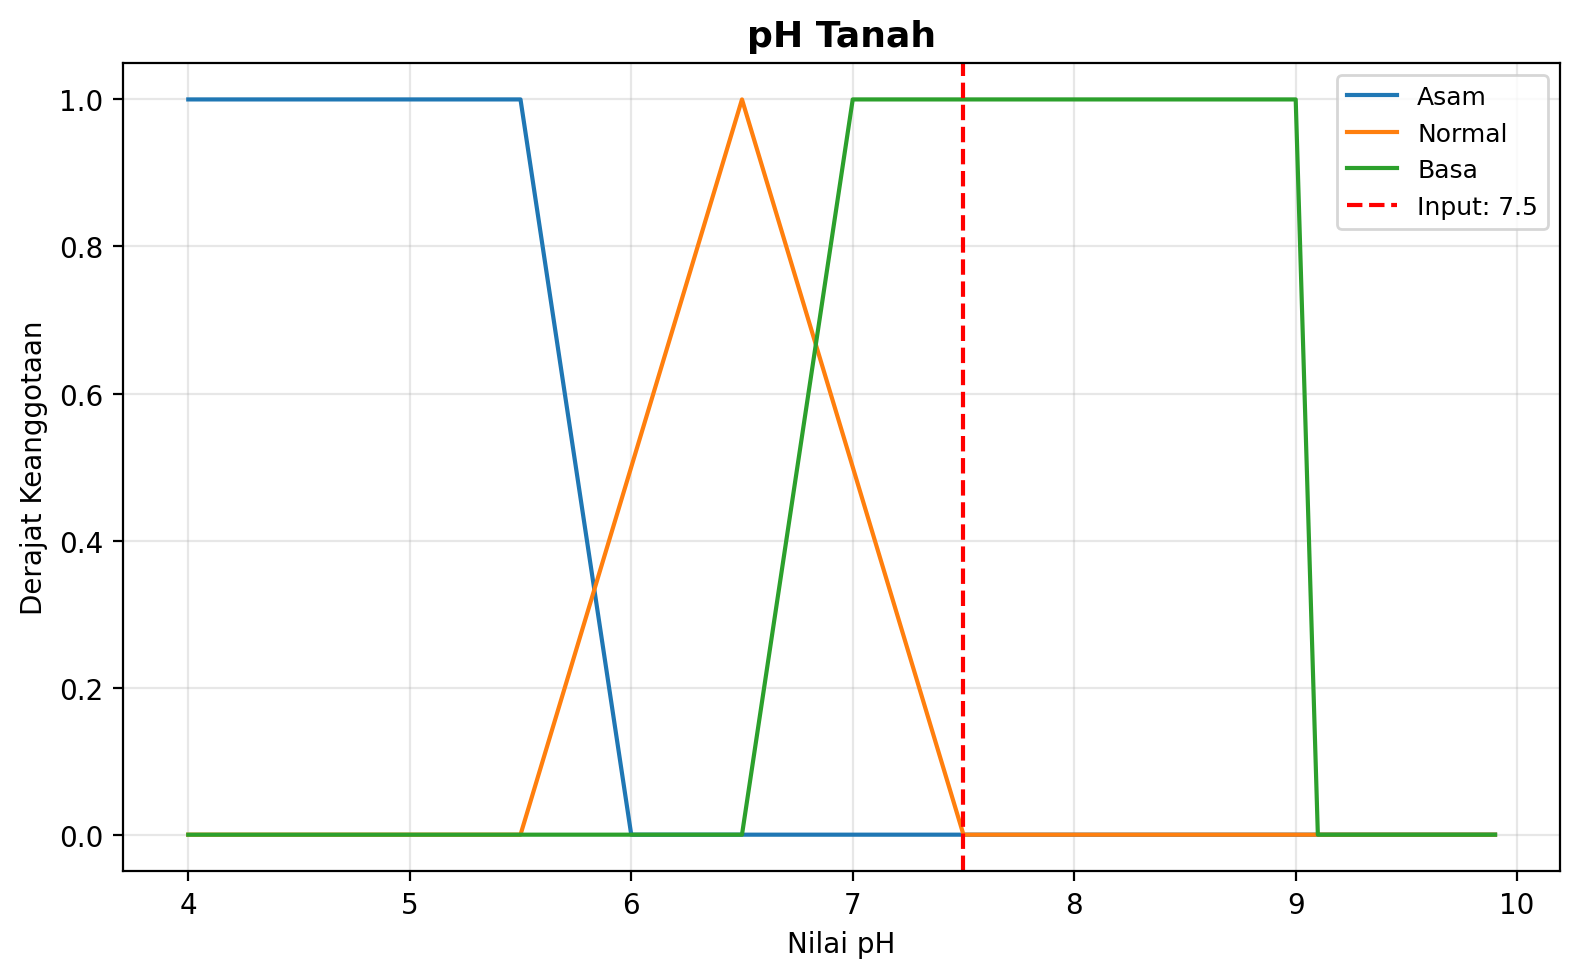 pH Tanah
1.0
0.8
0.6
0.4
0.2
0.0
Derajat Keanggotaan
Asam
Normal
Basa
Input: 7.5
4 5 6 7 8 9 10
Nilai pH